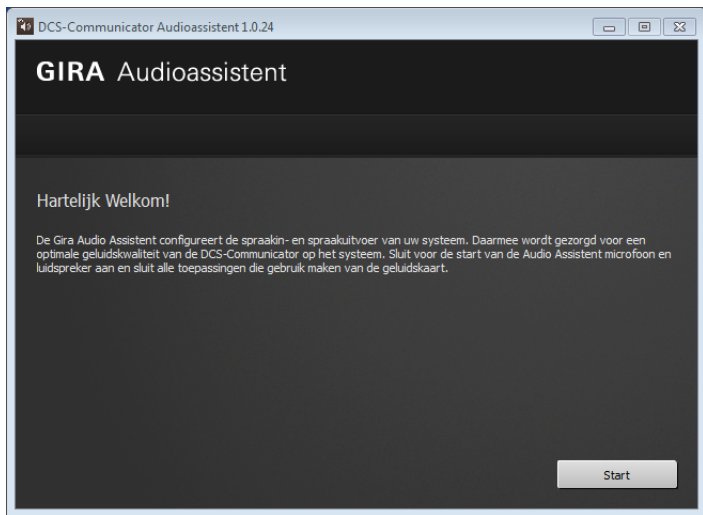 DCS-Communicator Audioassistent 1.0.24
GIRA Audioassistent
Hartelijk Welkom!
De Gira Audio Assistent configureert de spraakin- en spraakuitvoer van uw systeem. Daarmee wordt gezorgd voor een
optimale geluidskwaliteit van de DCS-Communicator op het systeem. Sluit voor de start van de Audio Assistent microfoon en
luidspreker aan en sluit alle toepassingen die gebruik maken van de geluidskaart.
Start